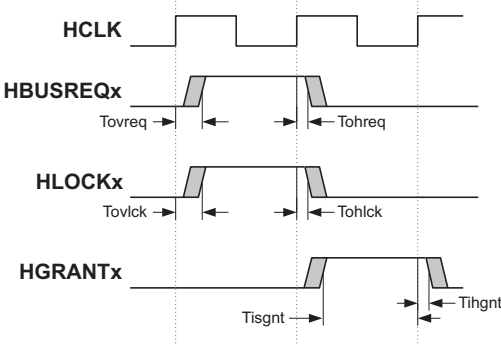 HCLK
HBUSREQx
Tovreq
Tohreq
HLOCKx
Tovlck
Tohlck
HGRANTx
Tihgnt
Tisgnt